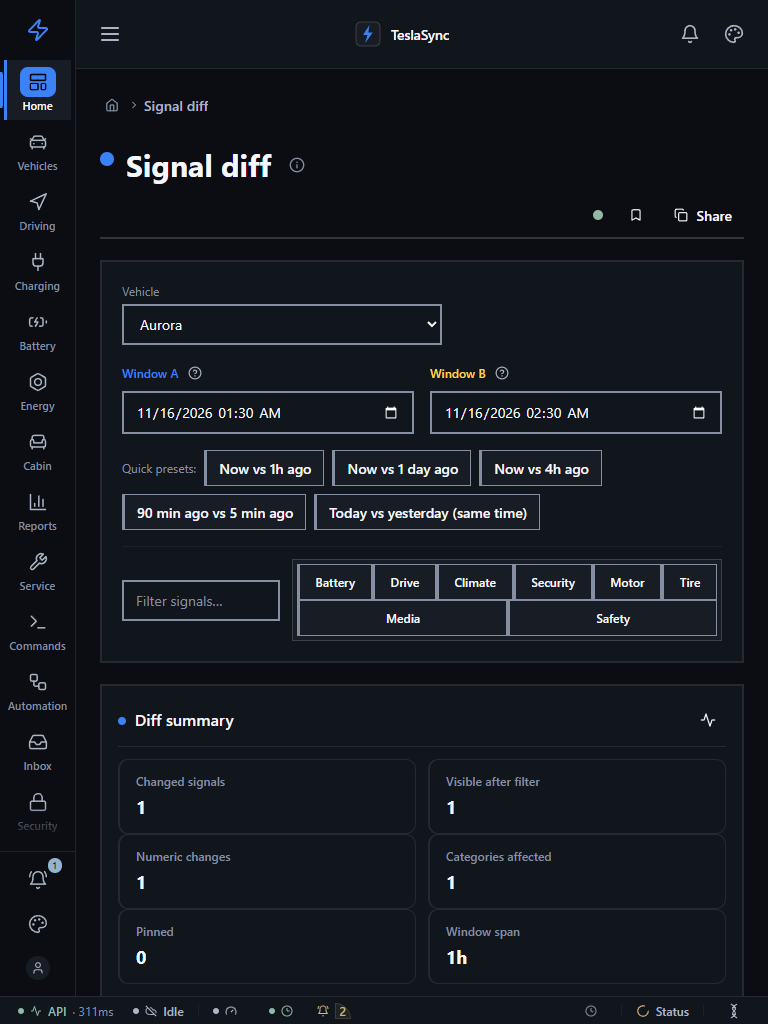 TeslaSync
Home
Vehicles
Driving
Charging
Battery
Energy
Cabin
Reports
Service
Commands
Automation
Inbox
Security
1
Signal diff
Signal diff
Share
Vehicle
Aurora
Window A
Window B
11/16/2026 01:30 AM
11/16/2026 02:30 AM
Quick presets: Now vs 1h ago Now vs 1 day ago Now vs 4h ago
90 min ago vs 5 min ago Today vs yesterday (same time)
Filter signals...
Battery Drive Climate Security Motor Tire
Media Safety
Diff summary
Changed signals
1
Visible after filter
1
Numeric changes
1
Categories affected
1
Pinned
0
Window span
1h
API · 311ms Idle 2 Status